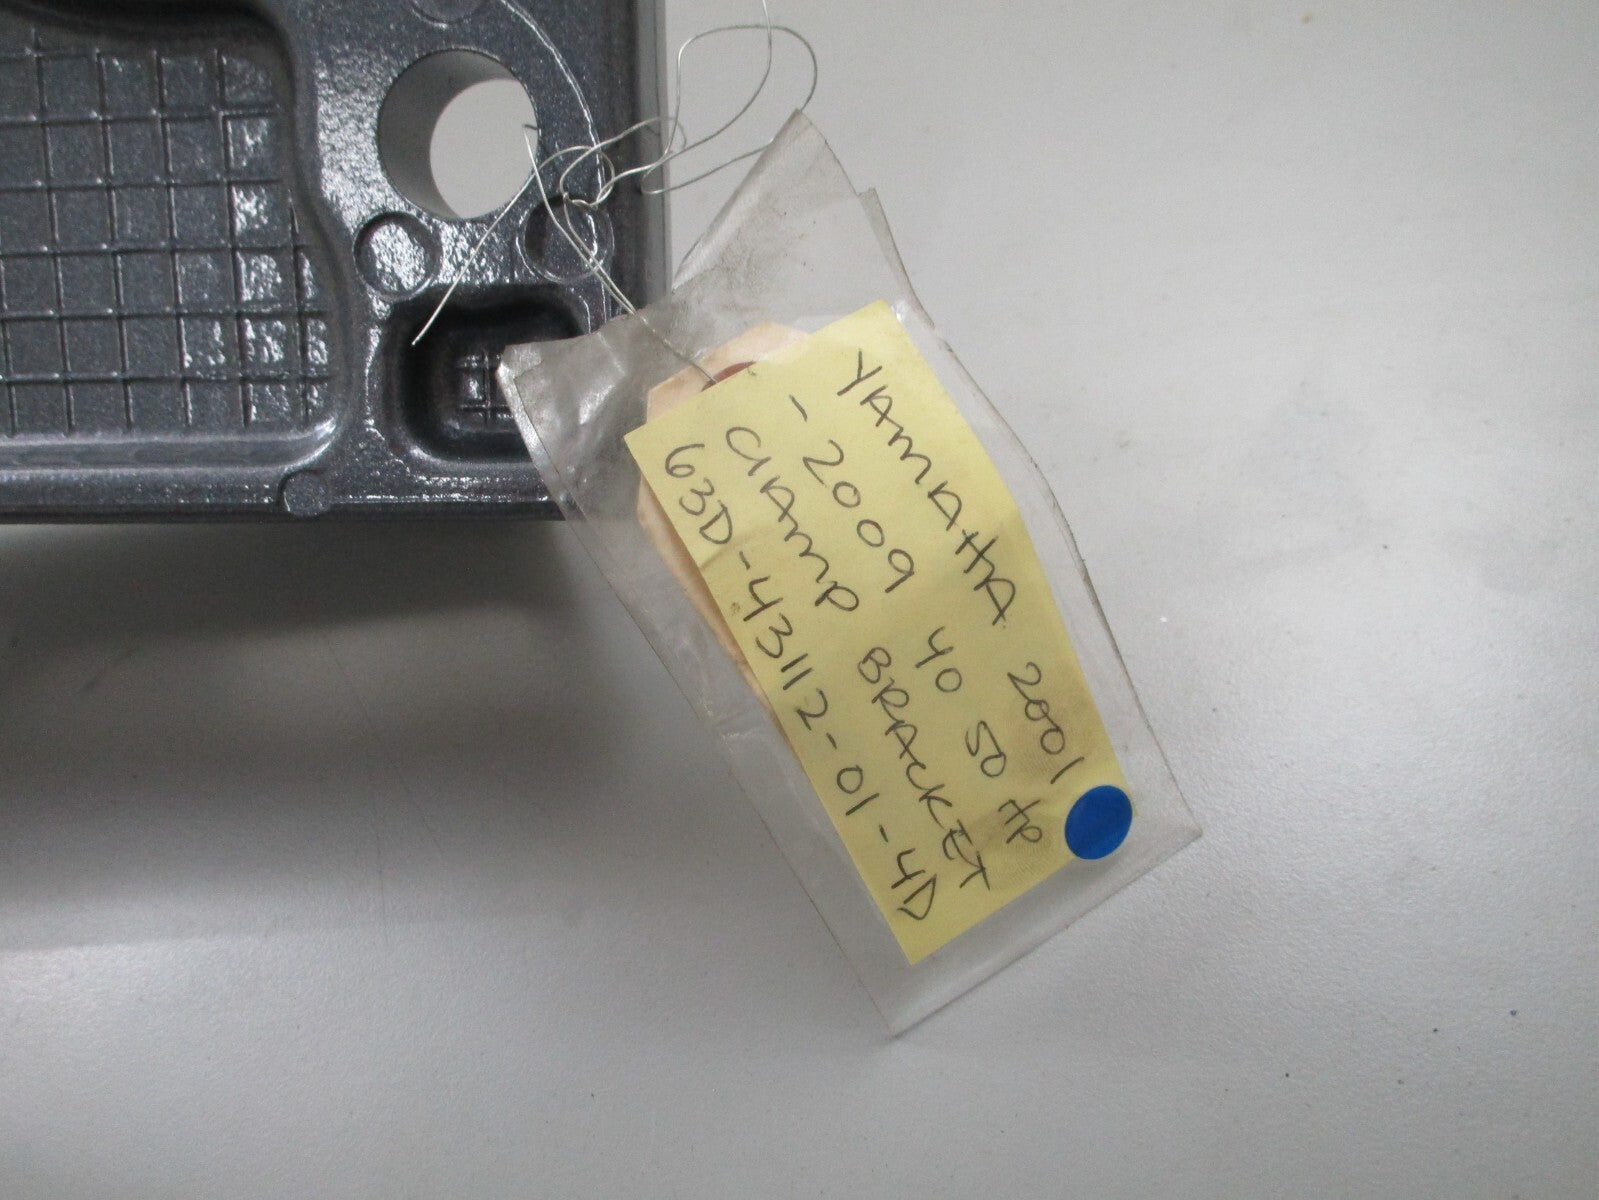 YAMAHA 2001
- 2009 40 50 HP
CLAMP BRACKET
63D-43112-01-4D